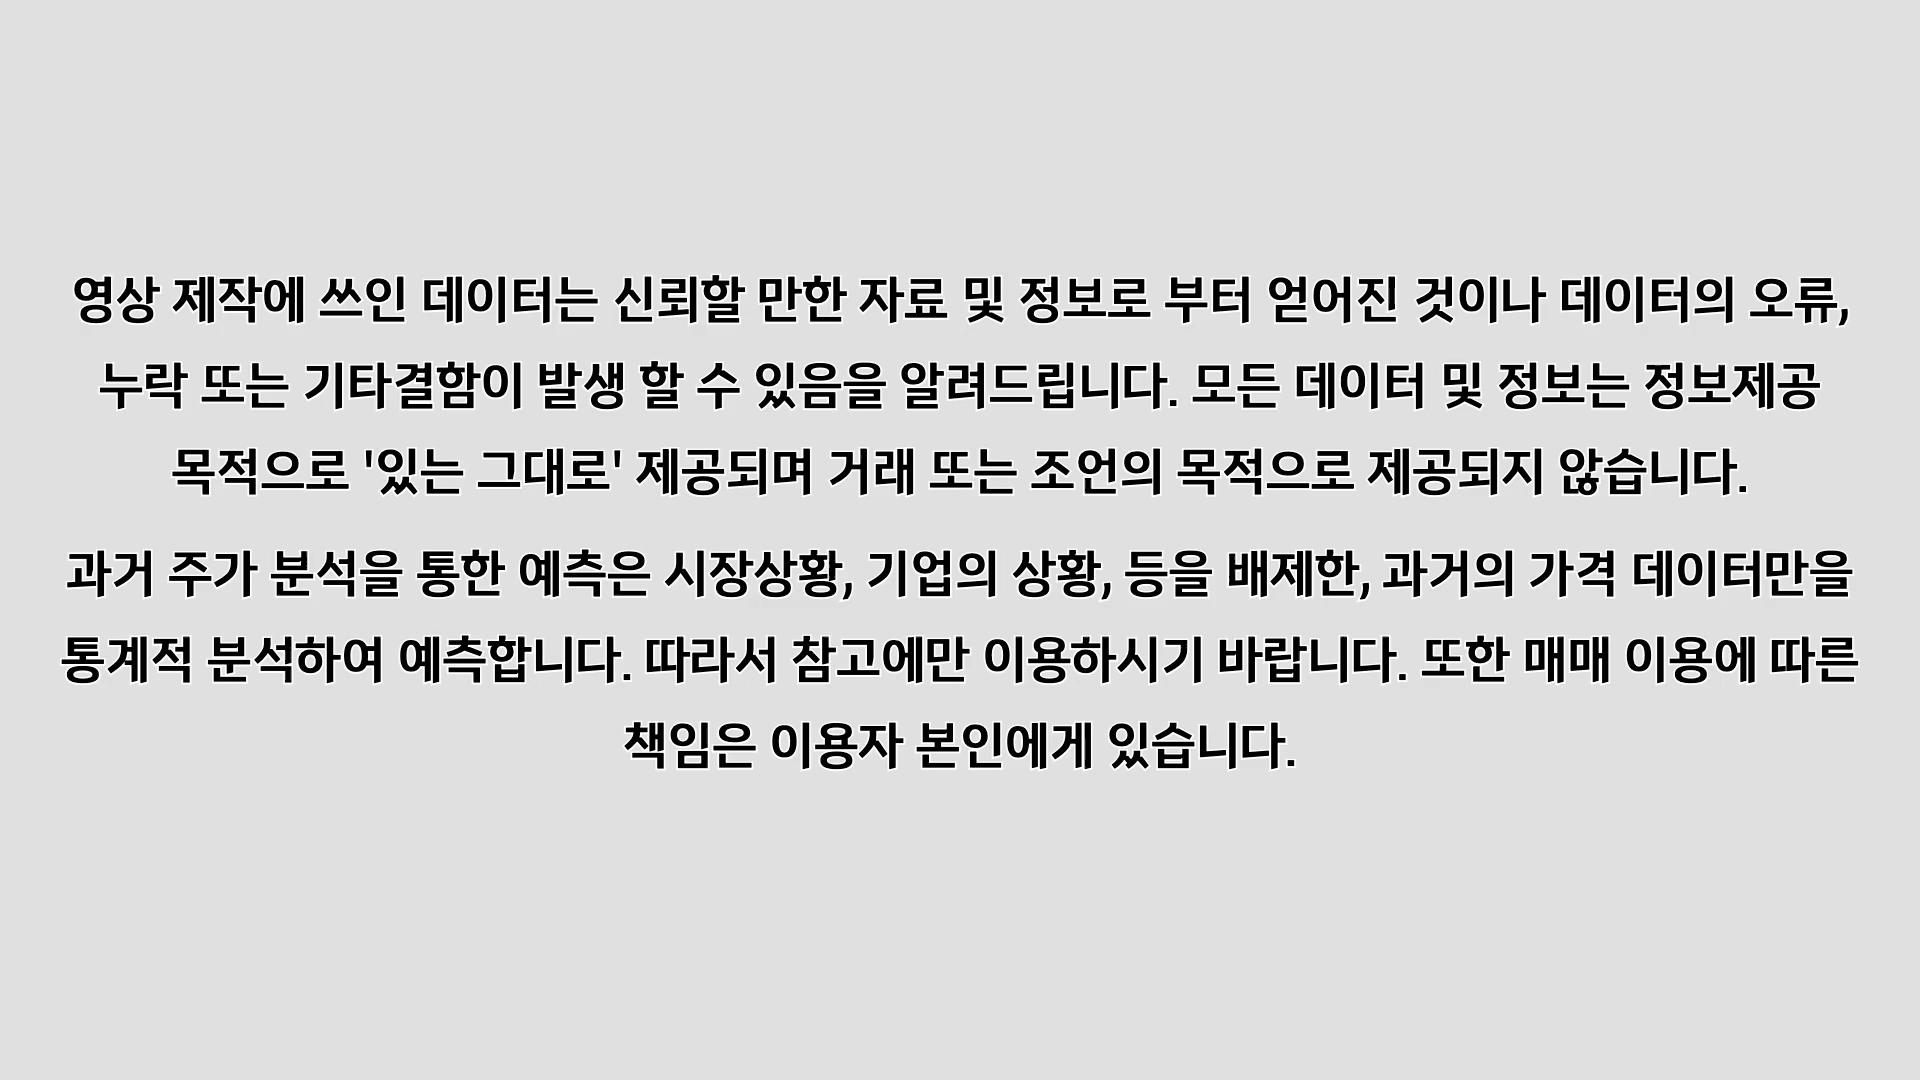 영상 제작에 쓰인 데이터는 신뢰할 만한 자료 및 정보로 부터 얻어진 것이나 데이터의 오류,
누락 또는 기타결함이 발생 할 수 있음을 알려드립니다. 모든 데이터 및 정보는 정보제공
목적으로 '있는 그대로' 제공되며 거래 또는 조언의 목적으로 제공되지 않습니다.
과거 주가 분석을 통한 예측은 시장상황, 기업의 상황, 등을 배제한, 과거의 가격 데이터만을
통계적 분석하여 예측합니다. 따라서 참고에만 이용하시기 바랍니다. 또한 매매 이용에 따른
책임은 이용자 본인에게 있습니다.